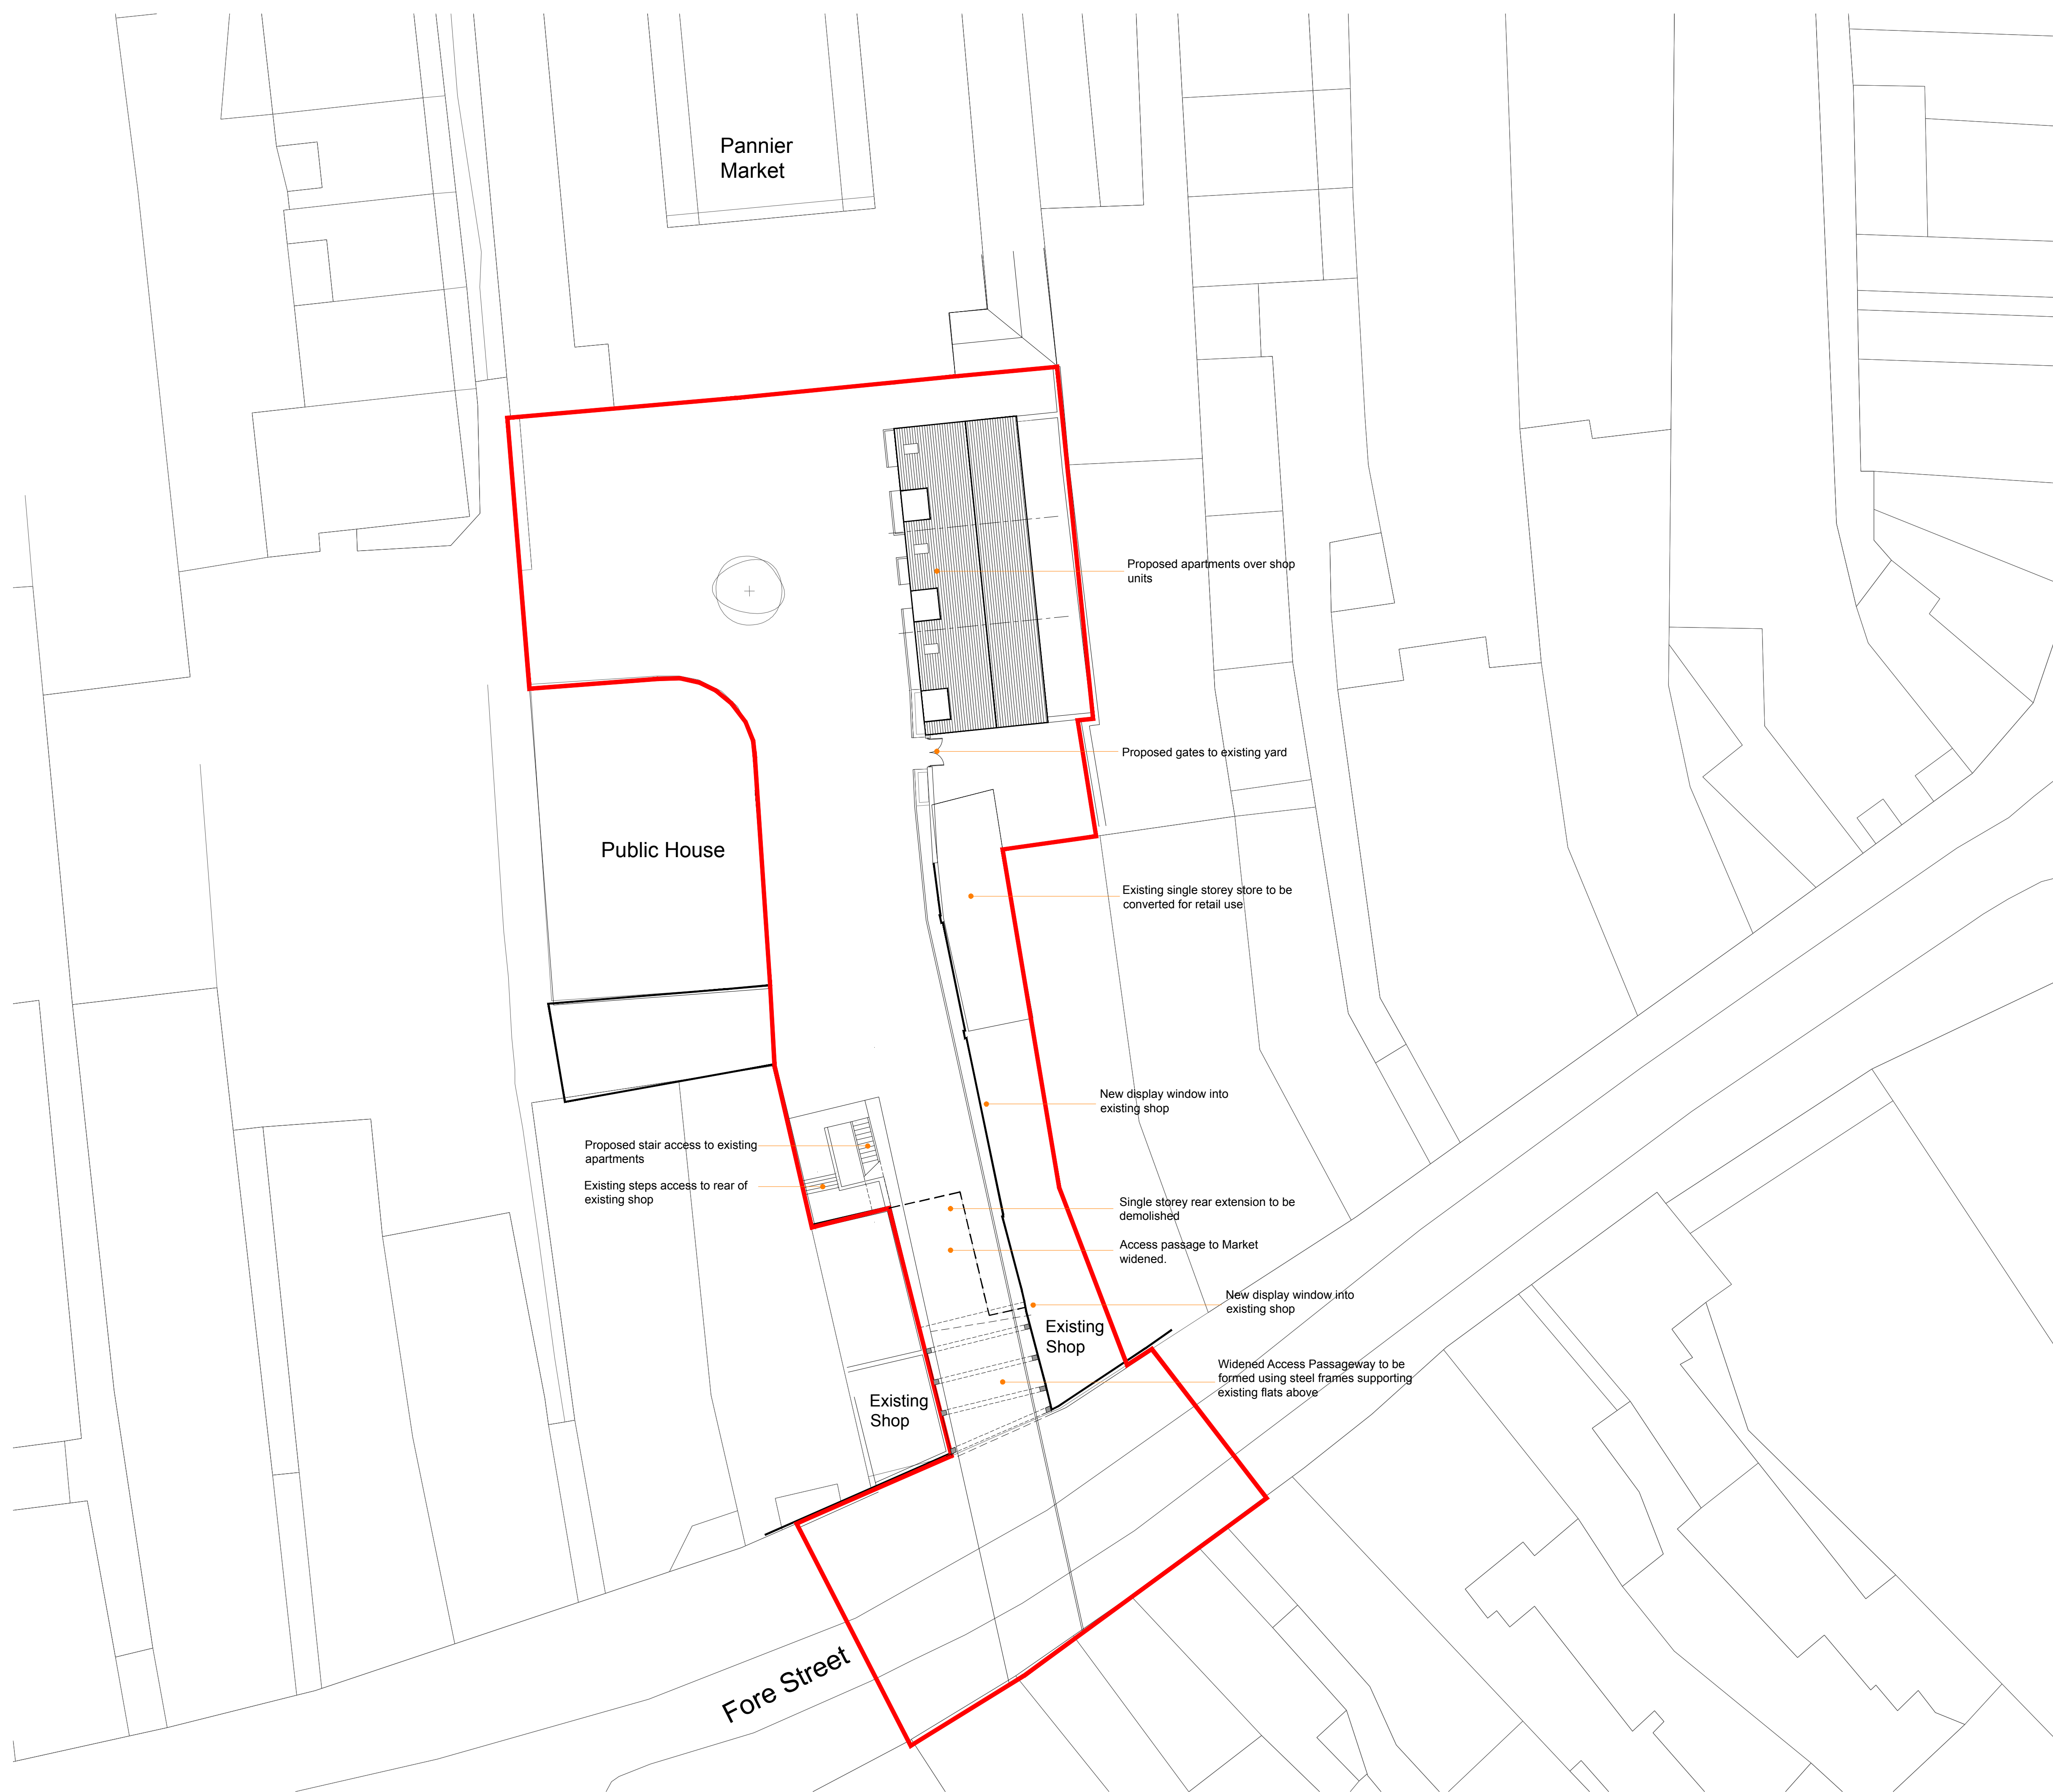 Pannier
Market
Proposed apartments over shop
units
Proposed gates to existing yard
Public House
Existing single storey store to be
converted for retail use
New display window into
existing shop
Proposed stair access to existing
apartments
Existing steps access to rear of
existing shop
Single storey rear extension to be
demolished
Access passage to Market
widened.
New display window into
existing shop
Existing
Shop
Widened Access Passageway to be
formed using steel frames supporting
existing flats above
Existing
Shop
Fore Street